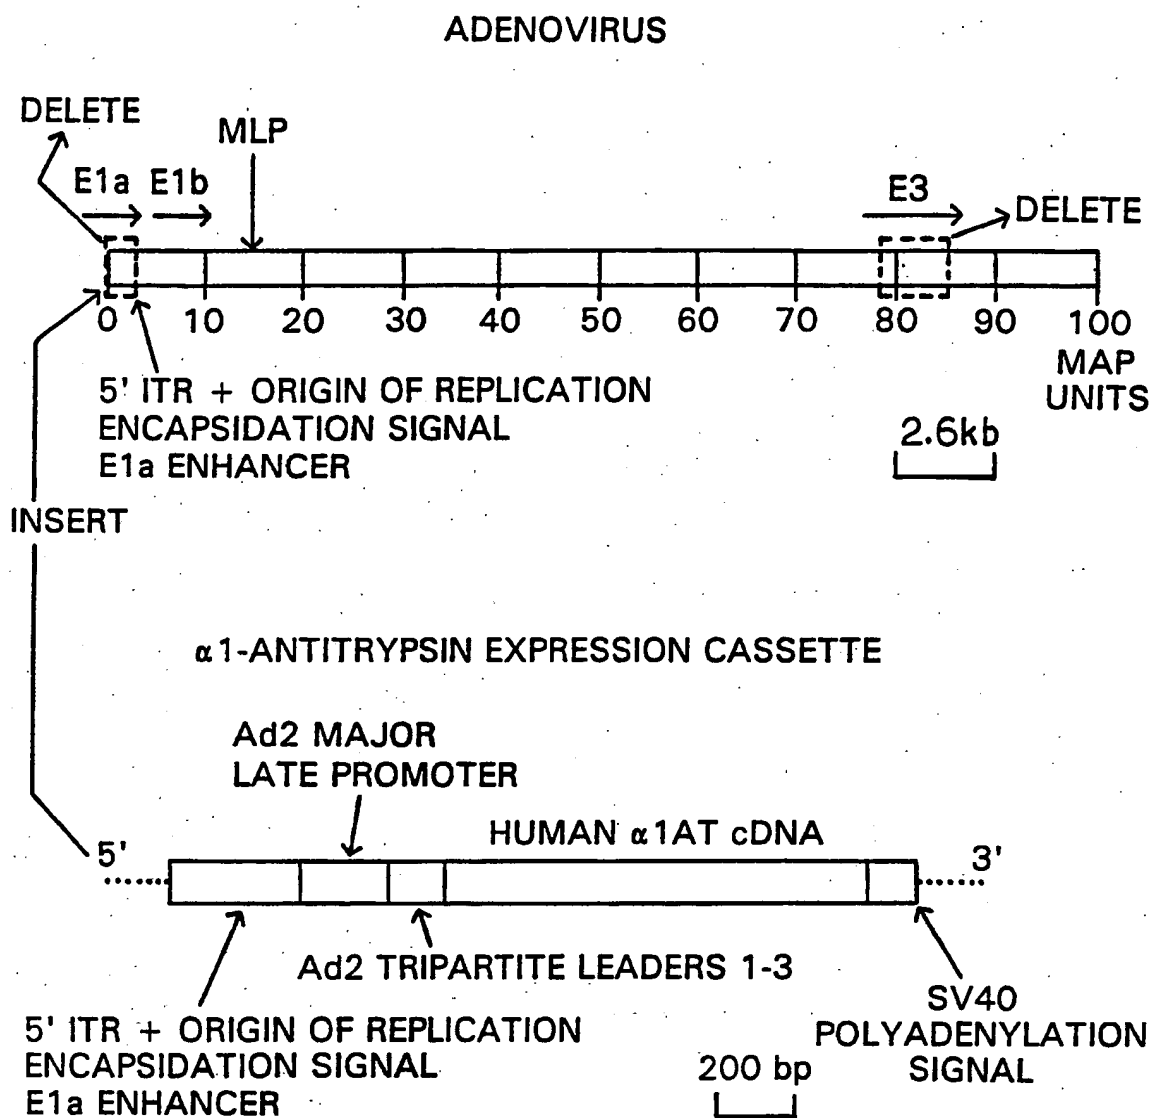 ADENOVIRUS
DELETE
MLP
E1a E1b
E3
DELETE
0 10 20 30 40 50 60 70 80 90 100
MAP
UNITS
5' ITR + ORIGIN OF REPLICATION
ENCAPSIDATION SIGNAL
E1a ENHANCER
2.6kb
INSERT
α1-ANTITRYPSIN EXPRESSION CASSETTE
Ad2 MAJOR
LATE PROMOTER
HUMAN α1AT cDNA
5'
3'
Ad2 TRIPARTITE LEADERS 1-3
SV40
POLYADENYLATION
SIGNAL
5' ITR + ORIGIN OF REPLICATION
ENCAPSIDATION SIGNAL
E1a ENHANCER
200 bp